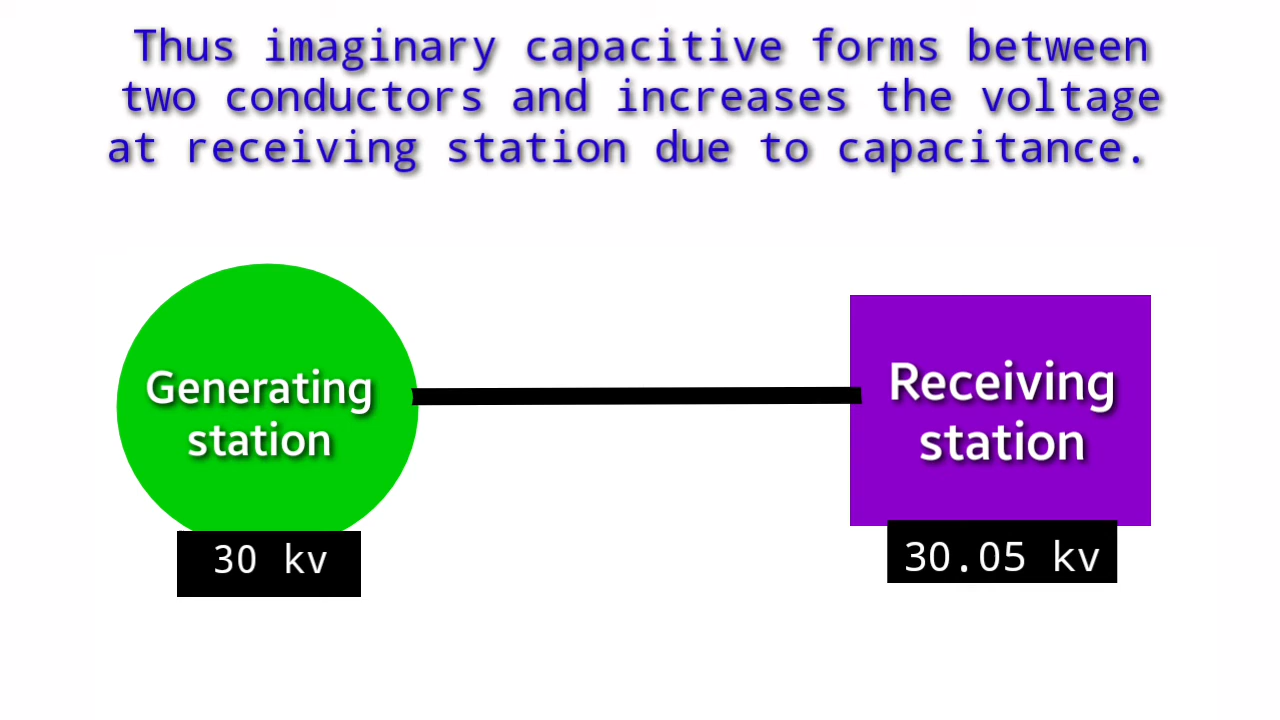 Thus imaginary capacitive forms between
two conductors and increases the voltage
at receiving station due to capacitance.
Generating
station
Receiving
station
30 kv
30.05 kv